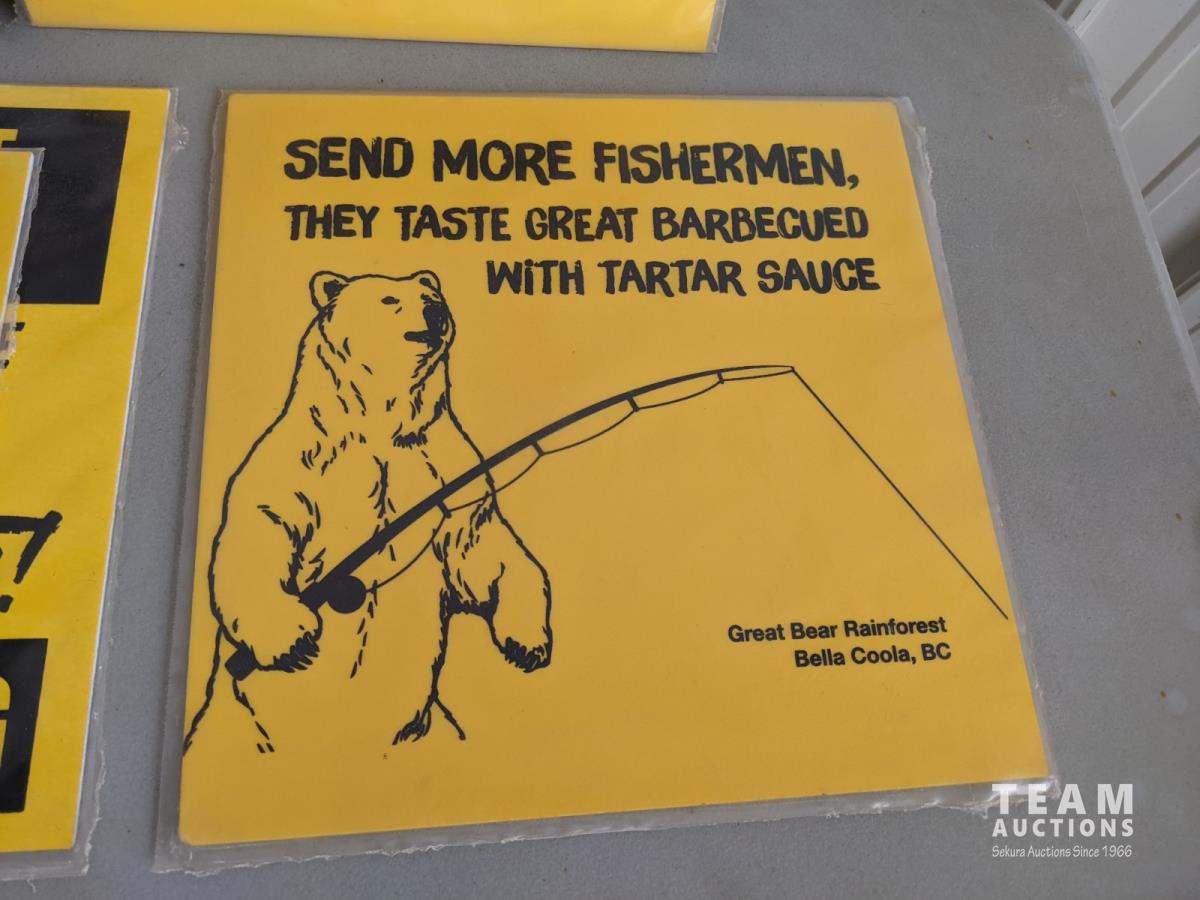 SEND MORE FISHERMEN,
THEY TASTE GREAT BARBECUED
WITH TARTAR SAUCE
Great Bear Rainforest
Bella Coola, BC
TEAM
AUCTIONS
Sekura Auctions Since 1966